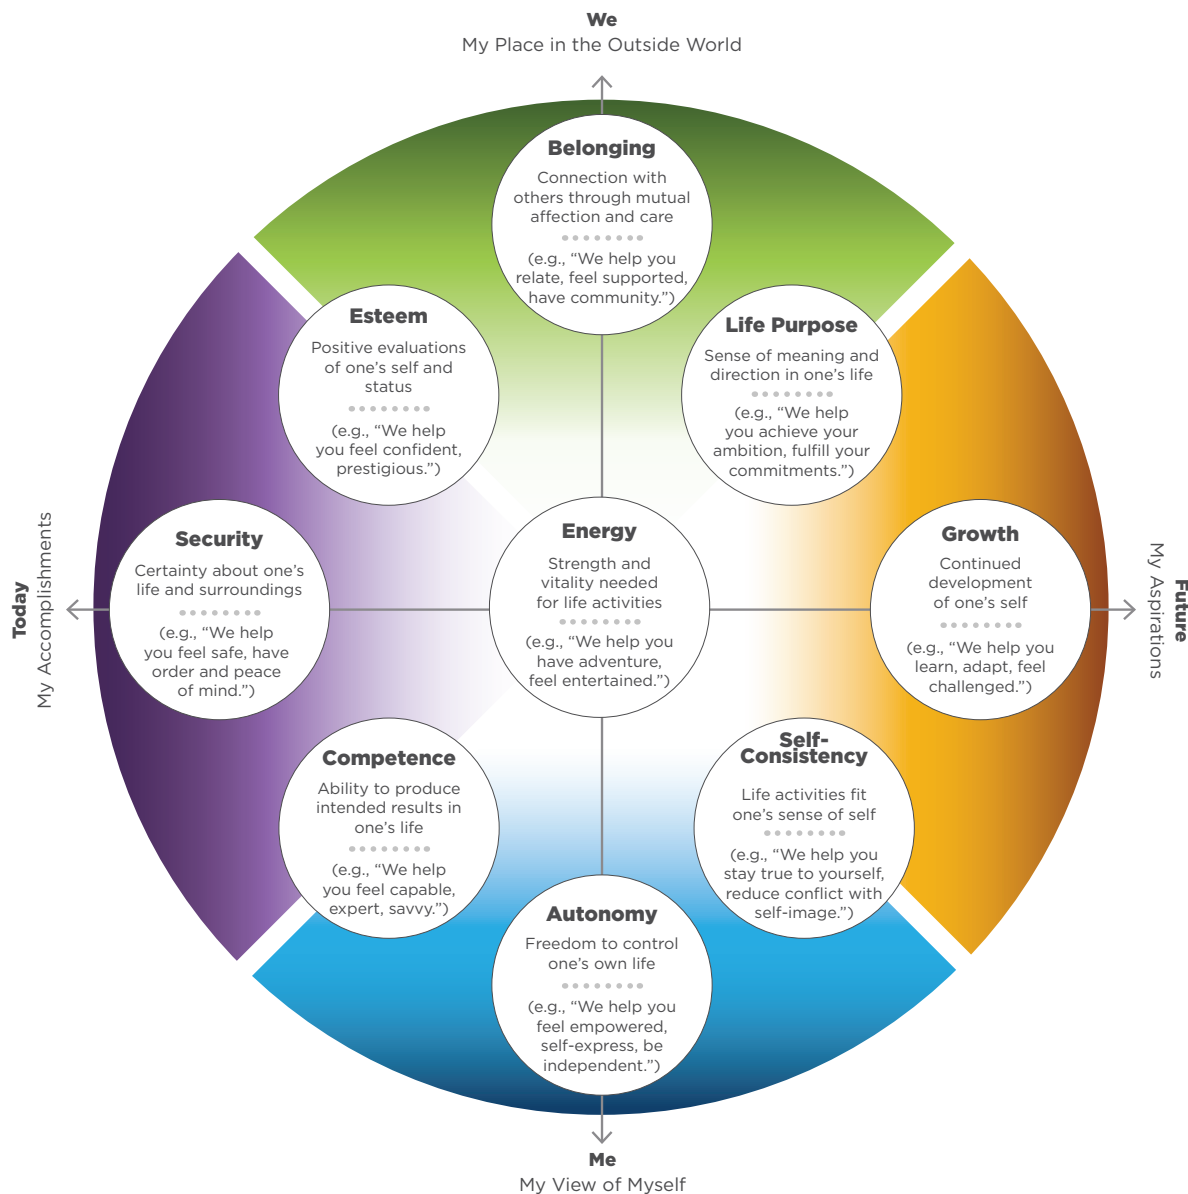 We
My Place in the Outside World
Belonging
Connection with
others through mutual
affection and care
(e.g., “We help you
relate, feel supported,
have community.”)
Esteem
Positive evaluations
of one’s self and
status
(e.g., “We help
you feel confident,
prestigious.”)
Life Purpose
Sense of meaning and
direction in one’s life
(e.g., “We help
you achieve your
ambition, fulfill your
commitments.”)
Today
My Accomplishments
Security
Certainty about one’s
life and surroundings
(e.g., “We help
you feel safe, have
order and peace
of mind.”)
Energy
Strength and
vitality needed
for life activities
(e.g., “We help you
have adventure,
feel entertained.”)
Growth
Continued
development
of one’s self
(e.g., “We help you
learn, adapt, feel
challenged.”)
Future
My Aspirations
Competence
Ability to produce
intended results in
one’s life
(e.g., “We help
you feel capable,
expert, savvy.”)
Self-
Consistency
Life activities fit
one’s sense of self
(e.g., “We help you
stay true to yourself,
reduce conflict with
self-image.”)
Autonomy
Freedom to control
one’s own life
(e.g., “We help you
feel empowered,
self-express, be
independent.”)
Me
My View of Myself